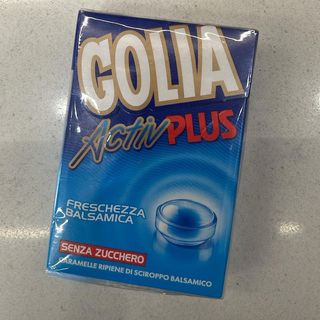 GOLIA
Activ PLUS
FRESCHEZZA
BALSAMICA
SENZA ZUCCHERO
CARAMELLE RIPIENE DI SCIROPPO BALSAMICO